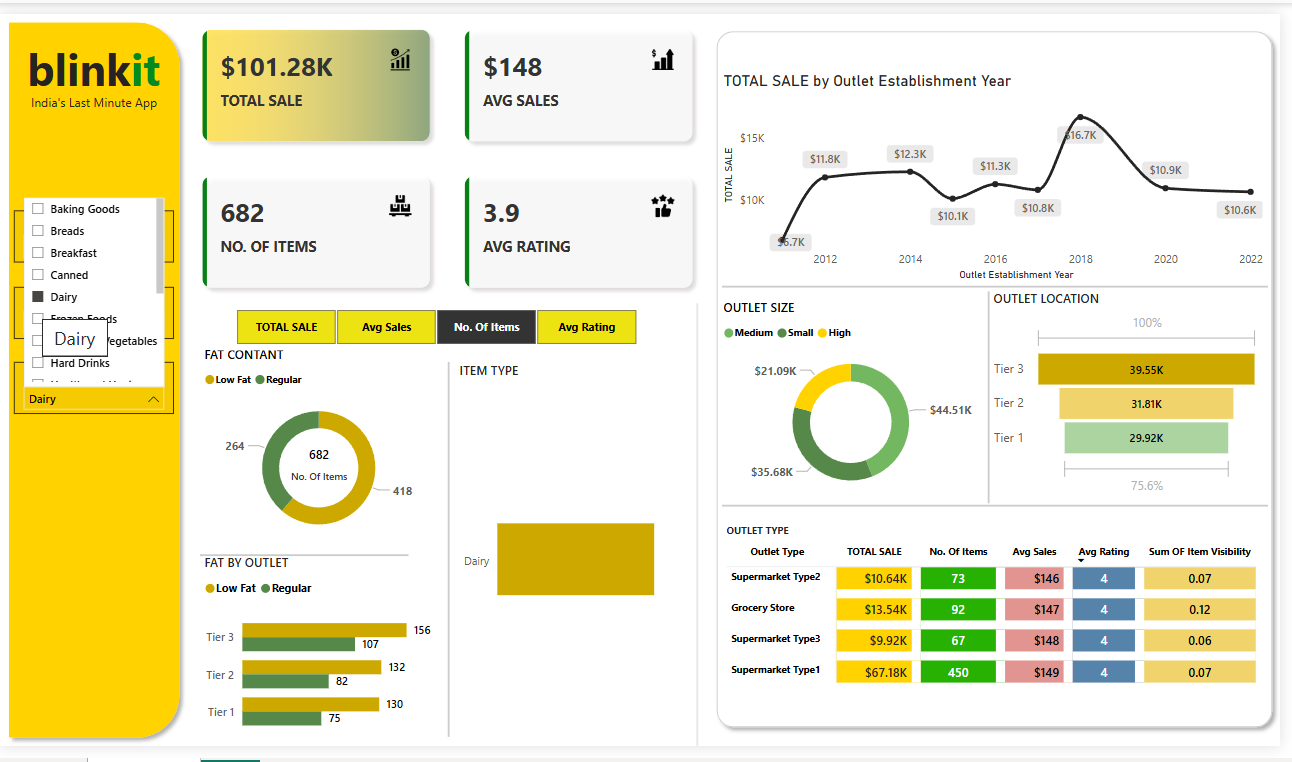 blinkit
India's Last Minute App
Baking Goods
Breads
Breakfast
Canned
Dairy
Frozen Foods
Vegetables
Dairy
Hard Drinks
Dairy
$101.28K
TOTAL SALE
$148
AVG SALES
682
NO. OF ITEMS
3.9
AVG RATING
TOTAL SALE Avg Sales No. Of Items Avg Rating
FAT CONTANT
Low Fat Regular
264
682
No. Of Items
418
ITEM TYPE
Dairy
FAT BY OUTLET
Low Fat Regular
Tier 3 156
107
Tier 2 132
82
Tier 1 130
75
TOTAL SALE by Outlet Establishment Year
TOTAL SALE
$15K
$10K
$6.7K
$11.8K
$12.3K
$10.1K
$11.3K
$10.8K
$16.7K
$10.9K
$10.6K
2012 2014 2016 2018 2020 2022
Outlet Establishment Year
OUTLET SIZE
Medium Small High
$21.09K
$44.51K
$35.68K
OUTLET LOCATION
100%
Tier 3 39.55K
Tier 2 31.81K
Tier 1 29.92K
75.6%
OUTLET TYPE
Outlet Type TOTAL SALE No. Of Items Avg Sales Avg Rating Sum OF Item Visibility
Supermarket Type2 $10.64K 73 $146 4 0.07
Grocery Store $13.54K 92 $147 4 0.12
Supermarket Type3 $9.92K 67 $148 4 0.06
Supermarket Type1 $67.18K 450 $149 4 0.07